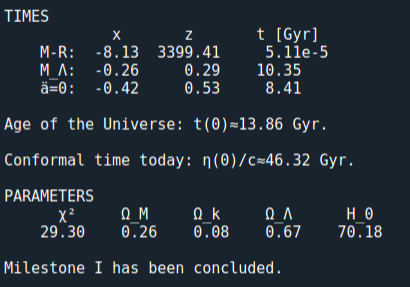 TIMES
x z t [Gyr]
M-R: -8.13 3399.41 5.11e-5
M_Λ: -0.26 0.29 10.35
ä=0: -0.42 0.53 8.41
Age of the Universe: t(0)≈13.86 Gyr.
Conformal time today: η(0)/c≈46.32 Gyr.
PARAMETERS
χ² Ω_M Ω_k Ω_Λ H_0
29.30 0.26 0.08 0.67 70.18
Milestone I has been concluded.